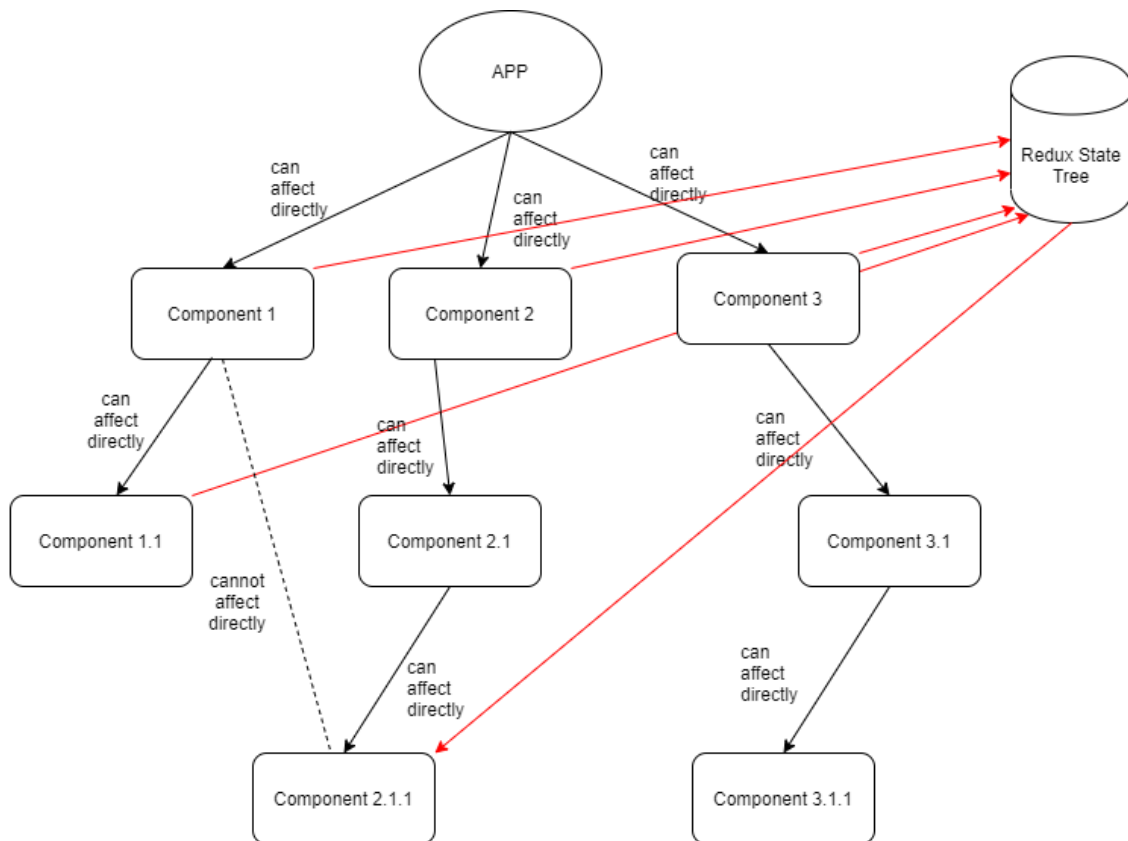 APP
Redux State
Tree
can
affect
directly
can
affect
directly
can
affect
directly
Component 1
Component 2
Component 3
can
affect
directly
can
affect
directly
can
affect
directly
Component 1.1
Component 2.1
Component 3.1
cannot
affect
directly
can
affect
directly
can
affect
directly
Component 2.1.1
Component 3.1.1